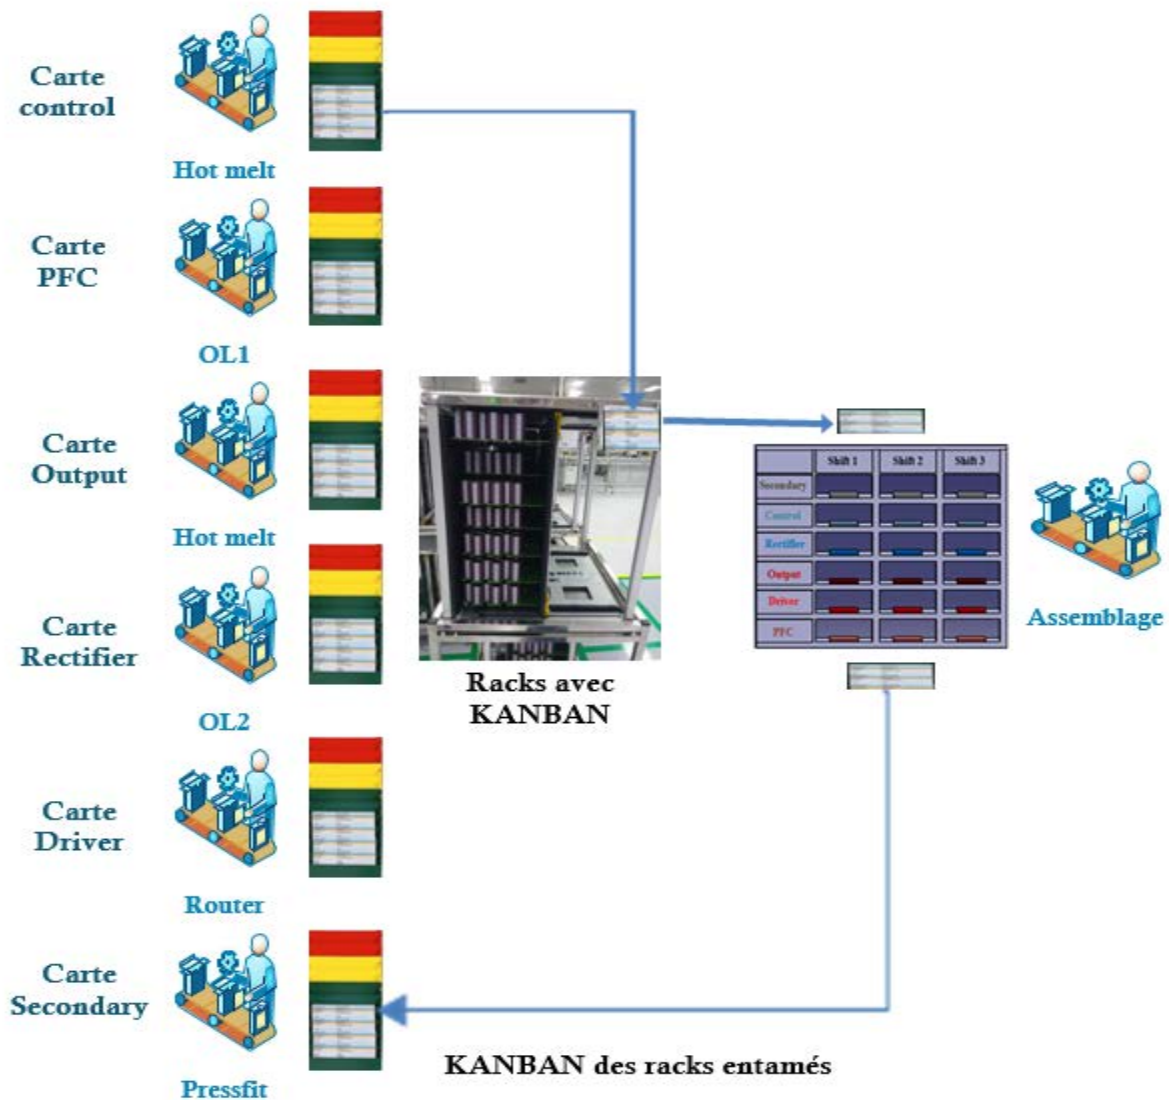 Carte
control
Hot melt
Carte
PFC
OL1
Carte
Output
Hot melt
Carte
Rectifier
OL2
Carte
Driver
Router
Carte
Secondary
Pressfit
Racks avec
KANBAN
Shift 1 Shift 2 Shift 3
Secondary
Control
Rectifier
Output
Driver
PFC
Assemblage
KANBAN des racks entamés